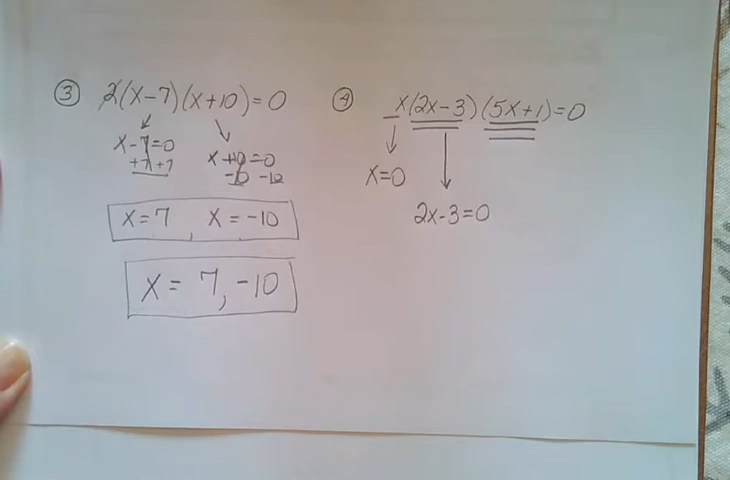 ③ 2(x-7)(x+10)=0
x-7=0
+7 +7
x+10=0
-10 -10
x=7, x=-10
x= 7, -10
④ x(2x-3)(5x+1)=0
x=0
2x-3=0